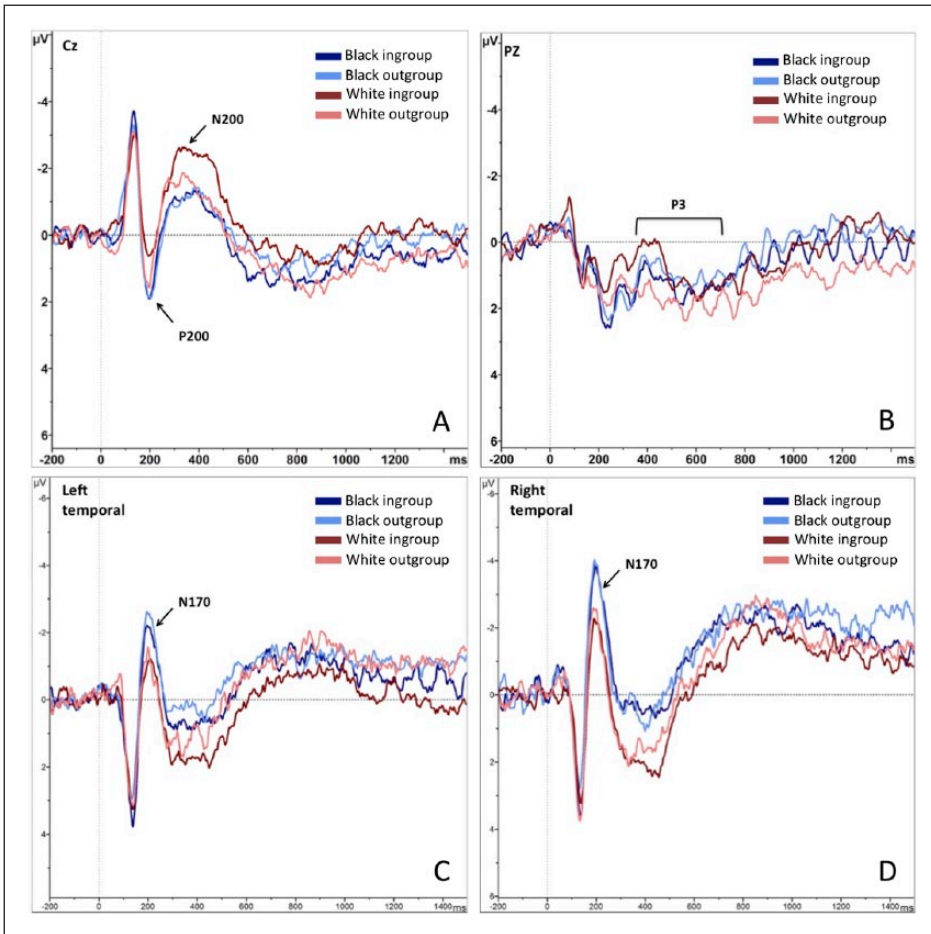 µV
Cz
Black ingroup
Black outgroup
White ingroup
White outgroup
N200
P200
-4
-2
0
2
4
6
A
-200 0 200 400 600 800 1000 1200 ms
µV
PZ
Black ingroup
Black outgroup
White ingroup
White outgroup
P3
-4
-2
0
2
4
6
B
-200 0 200 400 600 800 1000 1200 ms
µV
Left
temporal
Black ingroup
Black outgroup
White ingroup
White outgroup
N170
-6
-4
-2
0
2
4
C
-200 0 200 400 600 800 1000 1200 1400 ms
µV
Right
temporal
Black ingroup
Black outgroup
White ingroup
White outgroup
N170
-6
-4
-2
0
2
4
6
D
-200 0 200 400 600 800 1000 1200 1400 ms